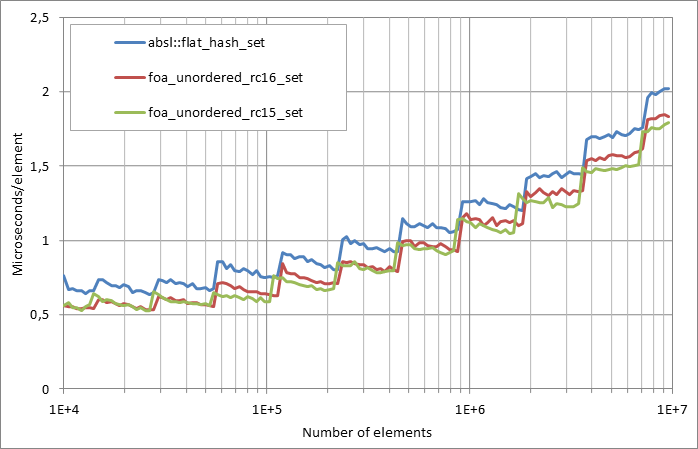 2,5
absl::flat_hash_set
foa_unordered_rc16_set
foa_unordered_rc15_set
2
1,5
1
0,5
0
Microseconds/element
1E+4
1E+5
1E+6
1E+7
Number of elements